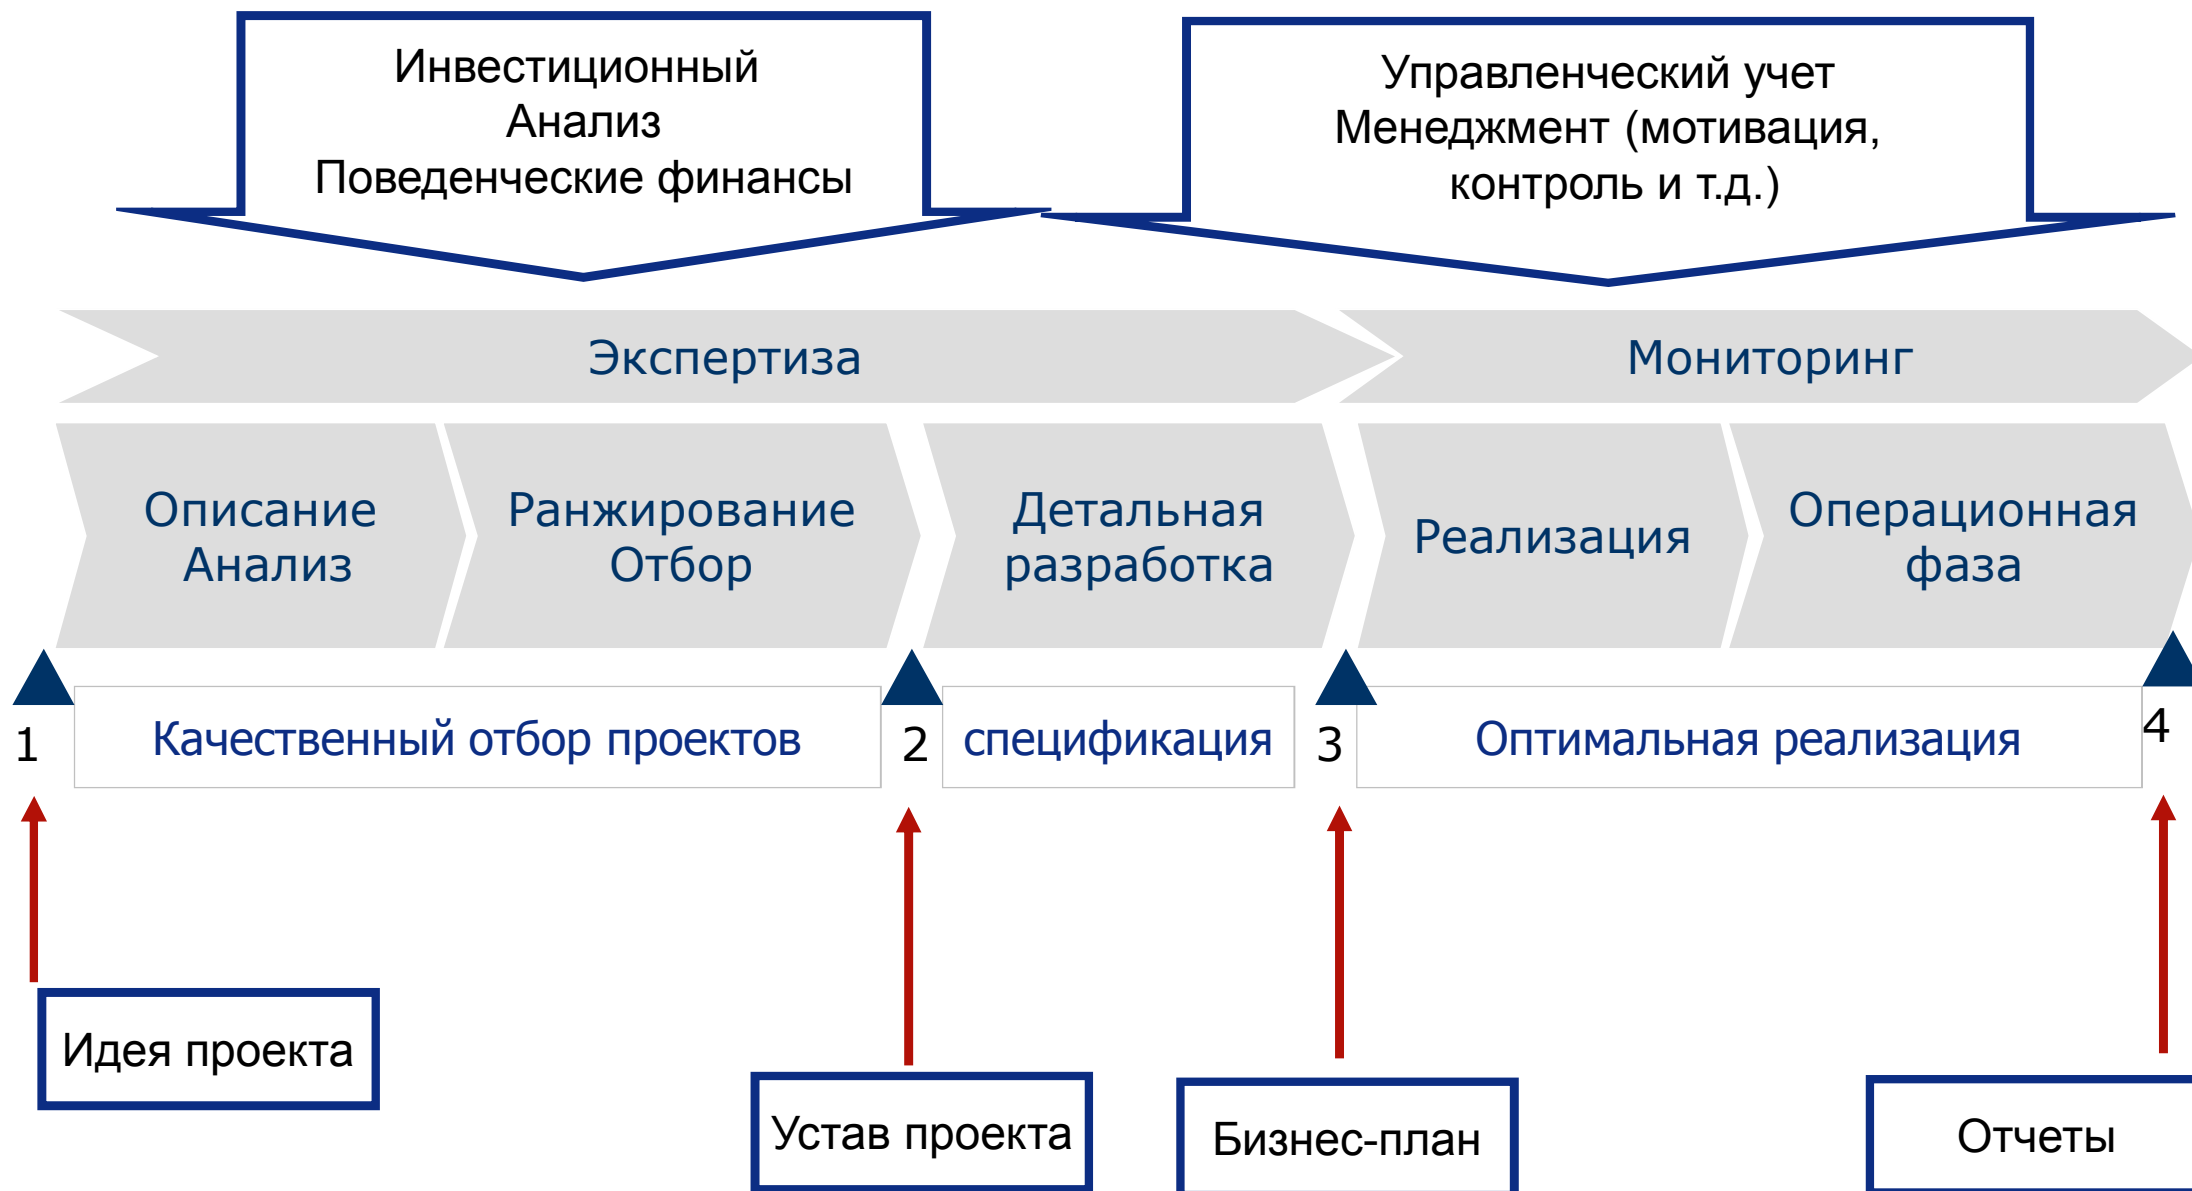 Инвестиционный
Анализ
Поведенческие финансы
Управленческий учет
Менеджмент (мотивация,
контроль и т.д.)
Экспертиза
Мониторинг
Описание
Анализ
Ранжирование
Отбор
Детальная
разработка
Реализация
Операционная
фаза
1
Качественный отбор проектов
2
спецификация
3
Оптимальная реализация
4
Идея проекта
Устав проекта
Бизнес-план
Отчеты